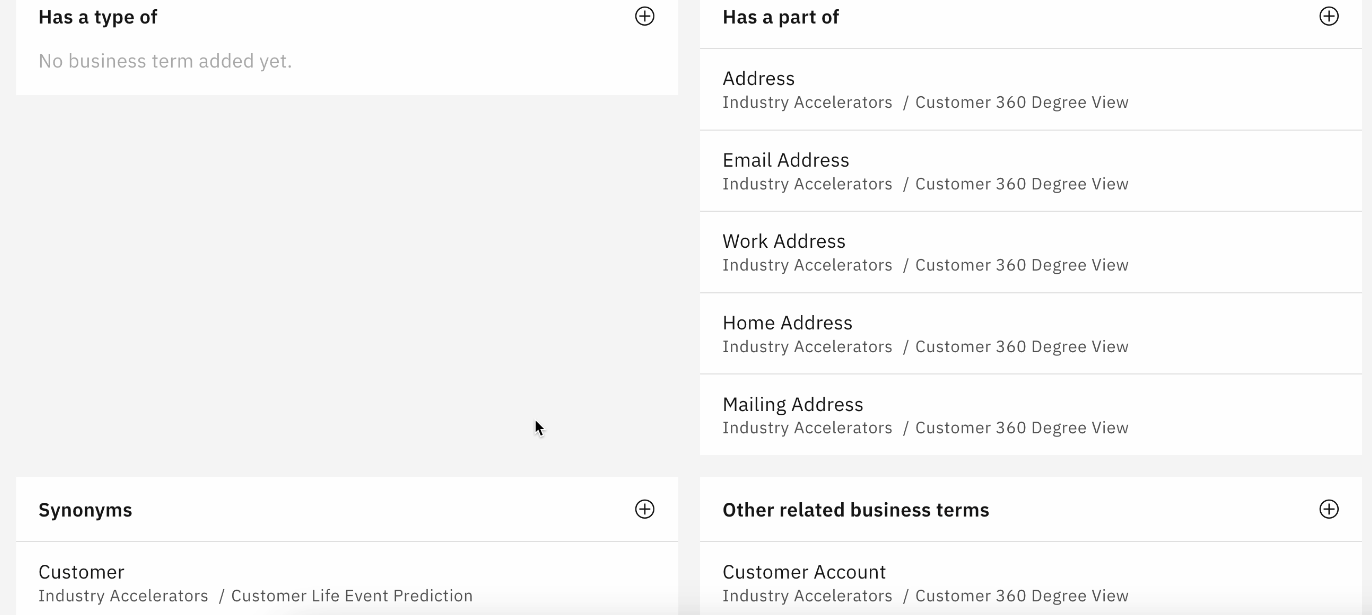 Has a type of
No business term added yet.
Has a part of
Address
Industry Accelerators / Customer 360 Degree View
Email Address
Industry Accelerators / Customer 360 Degree View
Work Address
Industry Accelerators / Customer 360 Degree View
Home Address
Industry Accelerators / Customer 360 Degree View
Mailing Address
Industry Accelerators / Customer 360 Degree View
Synonyms
Customer
Industry Accelerators / Customer Life Event Prediction
Other related business terms
Customer Account
Industry Accelerators / Customer 360 Degree View